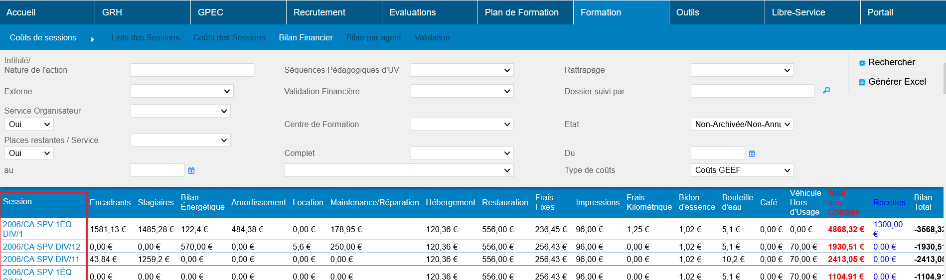 Accueil GRH GPEC Recrutement Evaluations Plan de Formation Formation Outils Libre-Service Portail
Coûts de sessions Liste des Sessions Coûts des Sessions Bilan Financier Bilan par agent Validation
Intitulé/
Nature de l'action
Séquences Pédagogiques d'UV
Rattrapage
Rechercher
Externe
Validation Financière
Dossier suivi par
Générer Excel
Service Organisateur
Oui
Centre de Formation
Etat
Non-Archivée/Non-Annu
Places restantes / Service
Oui
Complet
Du
au
Type de coûts
Coûts GEEF
Session Encadrants Stagiaires Bilan Énergétique Amortissement Location Maintenance/Réparation Hébergement Restauration Frais Fixes Impressions Frais Kilométrique Bidon d'essence Bouteille d'eau Café Véhicule Hors d'Usage Recettes Bilan Total
2006/CA SPV 1ÉQ DIV/1 1581,13 € 1485,28 € 122,4 € 484,38 € 0,00 € 178,95 € 120,36 € 556,00 € 236,45 € 96,00 € 1,25 € 1,02 € 5,1 € 0,00 € 0,00 € 4868,32 € 1300,00 € -3568,32
2006/CA SPV DIV/12 0,00 € 0,00 € 570,00 € 0,00 € 5,6 € 250,00 € 120,36 € 556,00 € 256,43 € 96,00 € 0,00 € 1,02 € 5,1 € 0,00 € 70,00 € 1930,51 € 0.00 € -1930,5
2006/CA SPV DIV/11 43,84 € 1259,2 € 0,00 € 0,00 € 0,00 € 0,00 € 120,36 € 556,00 € 256,43 € 96,00 € 0,00 € 1,02 € 10,2 € 0,00 € 70,00 € 2413,05 € 0.00 € -2413,0
2006/CA SPV 1ÉQ 0,00 € 0,00 € 0,00 € 0,00 € 0,00 € 0,00 € 120,36 € 556,00 € 256,43 € 96,00 € 0,00 € 1,02 € 5,1 € 0,00 € 70,00 € 1104,91 € 0.00 € -1104,9